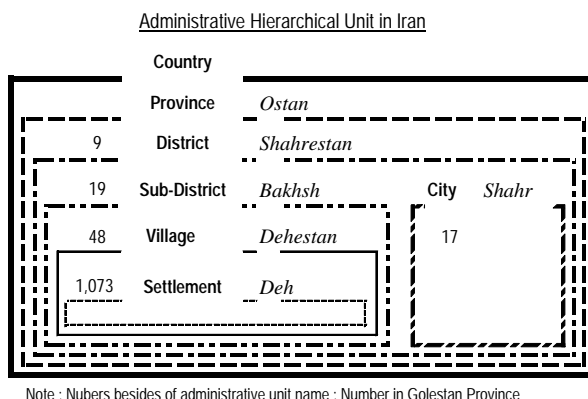 Administrative Hierarchical Unit in Iran
Country
Province Ostan
9 District Shahrestan
19 Sub-District Bakhsh City Shahr
48 Village Dehestan 17
1,073 Settlement Deh
Note : Nubers besides of administrative unit name : Number in Golestan Province